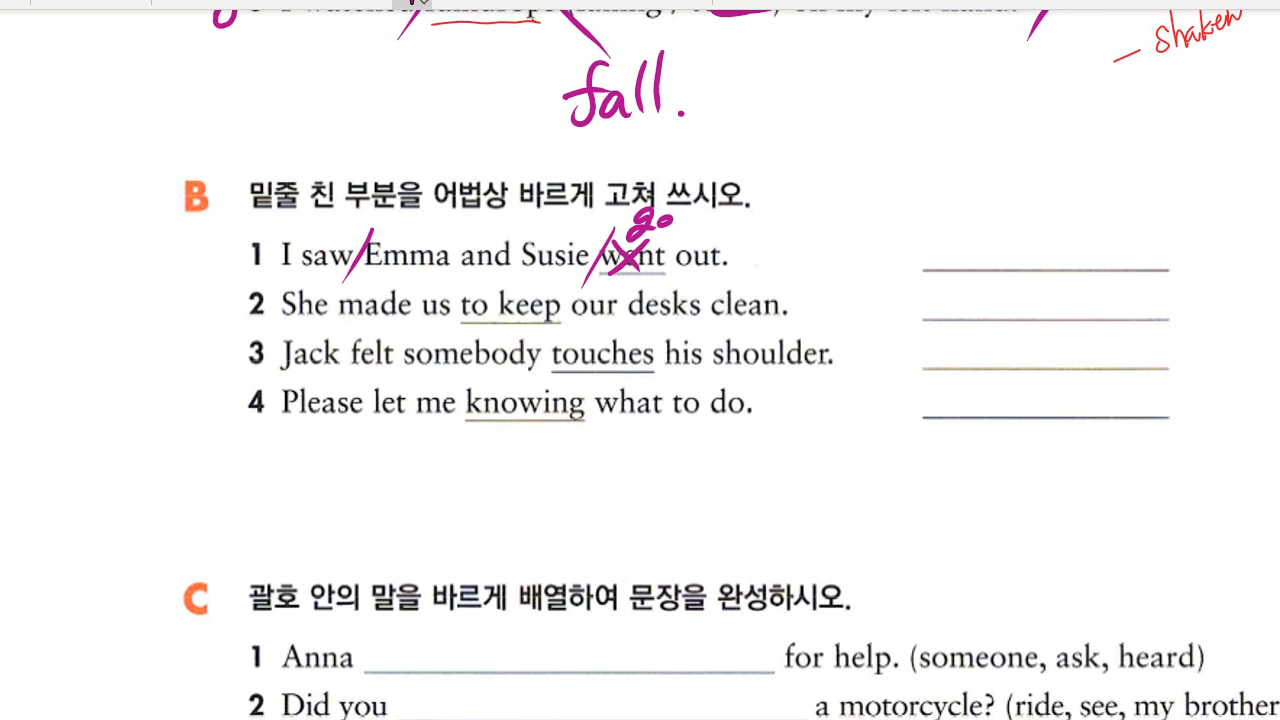 on my left hand.
shaken
fall.
B 밑줄 친 부분을 어법상 바르게 고쳐 쓰시오.
go
1 I saw Emma and Susie went out.
2 She made us to keep our desks clean.
3 Jack felt somebody touches his shoulder.
4 Please let me knowing what to do.
C 괄호 안의 말을 바르게 배열하여 문장을 완성하시오.
1 Anna for help. (someone, ask, heard)
2 Did you a motorcycle? (ride, see, my brother